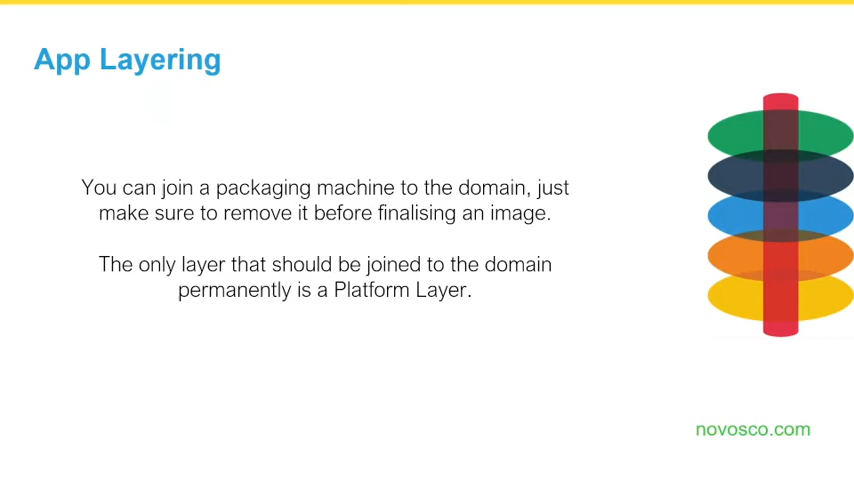 App Layering
You can join a packaging machine to the domain, just
make sure to remove it before finalising an image.
The only layer that should be joined to the domain
permanently is a Platform Layer.
novosco.com